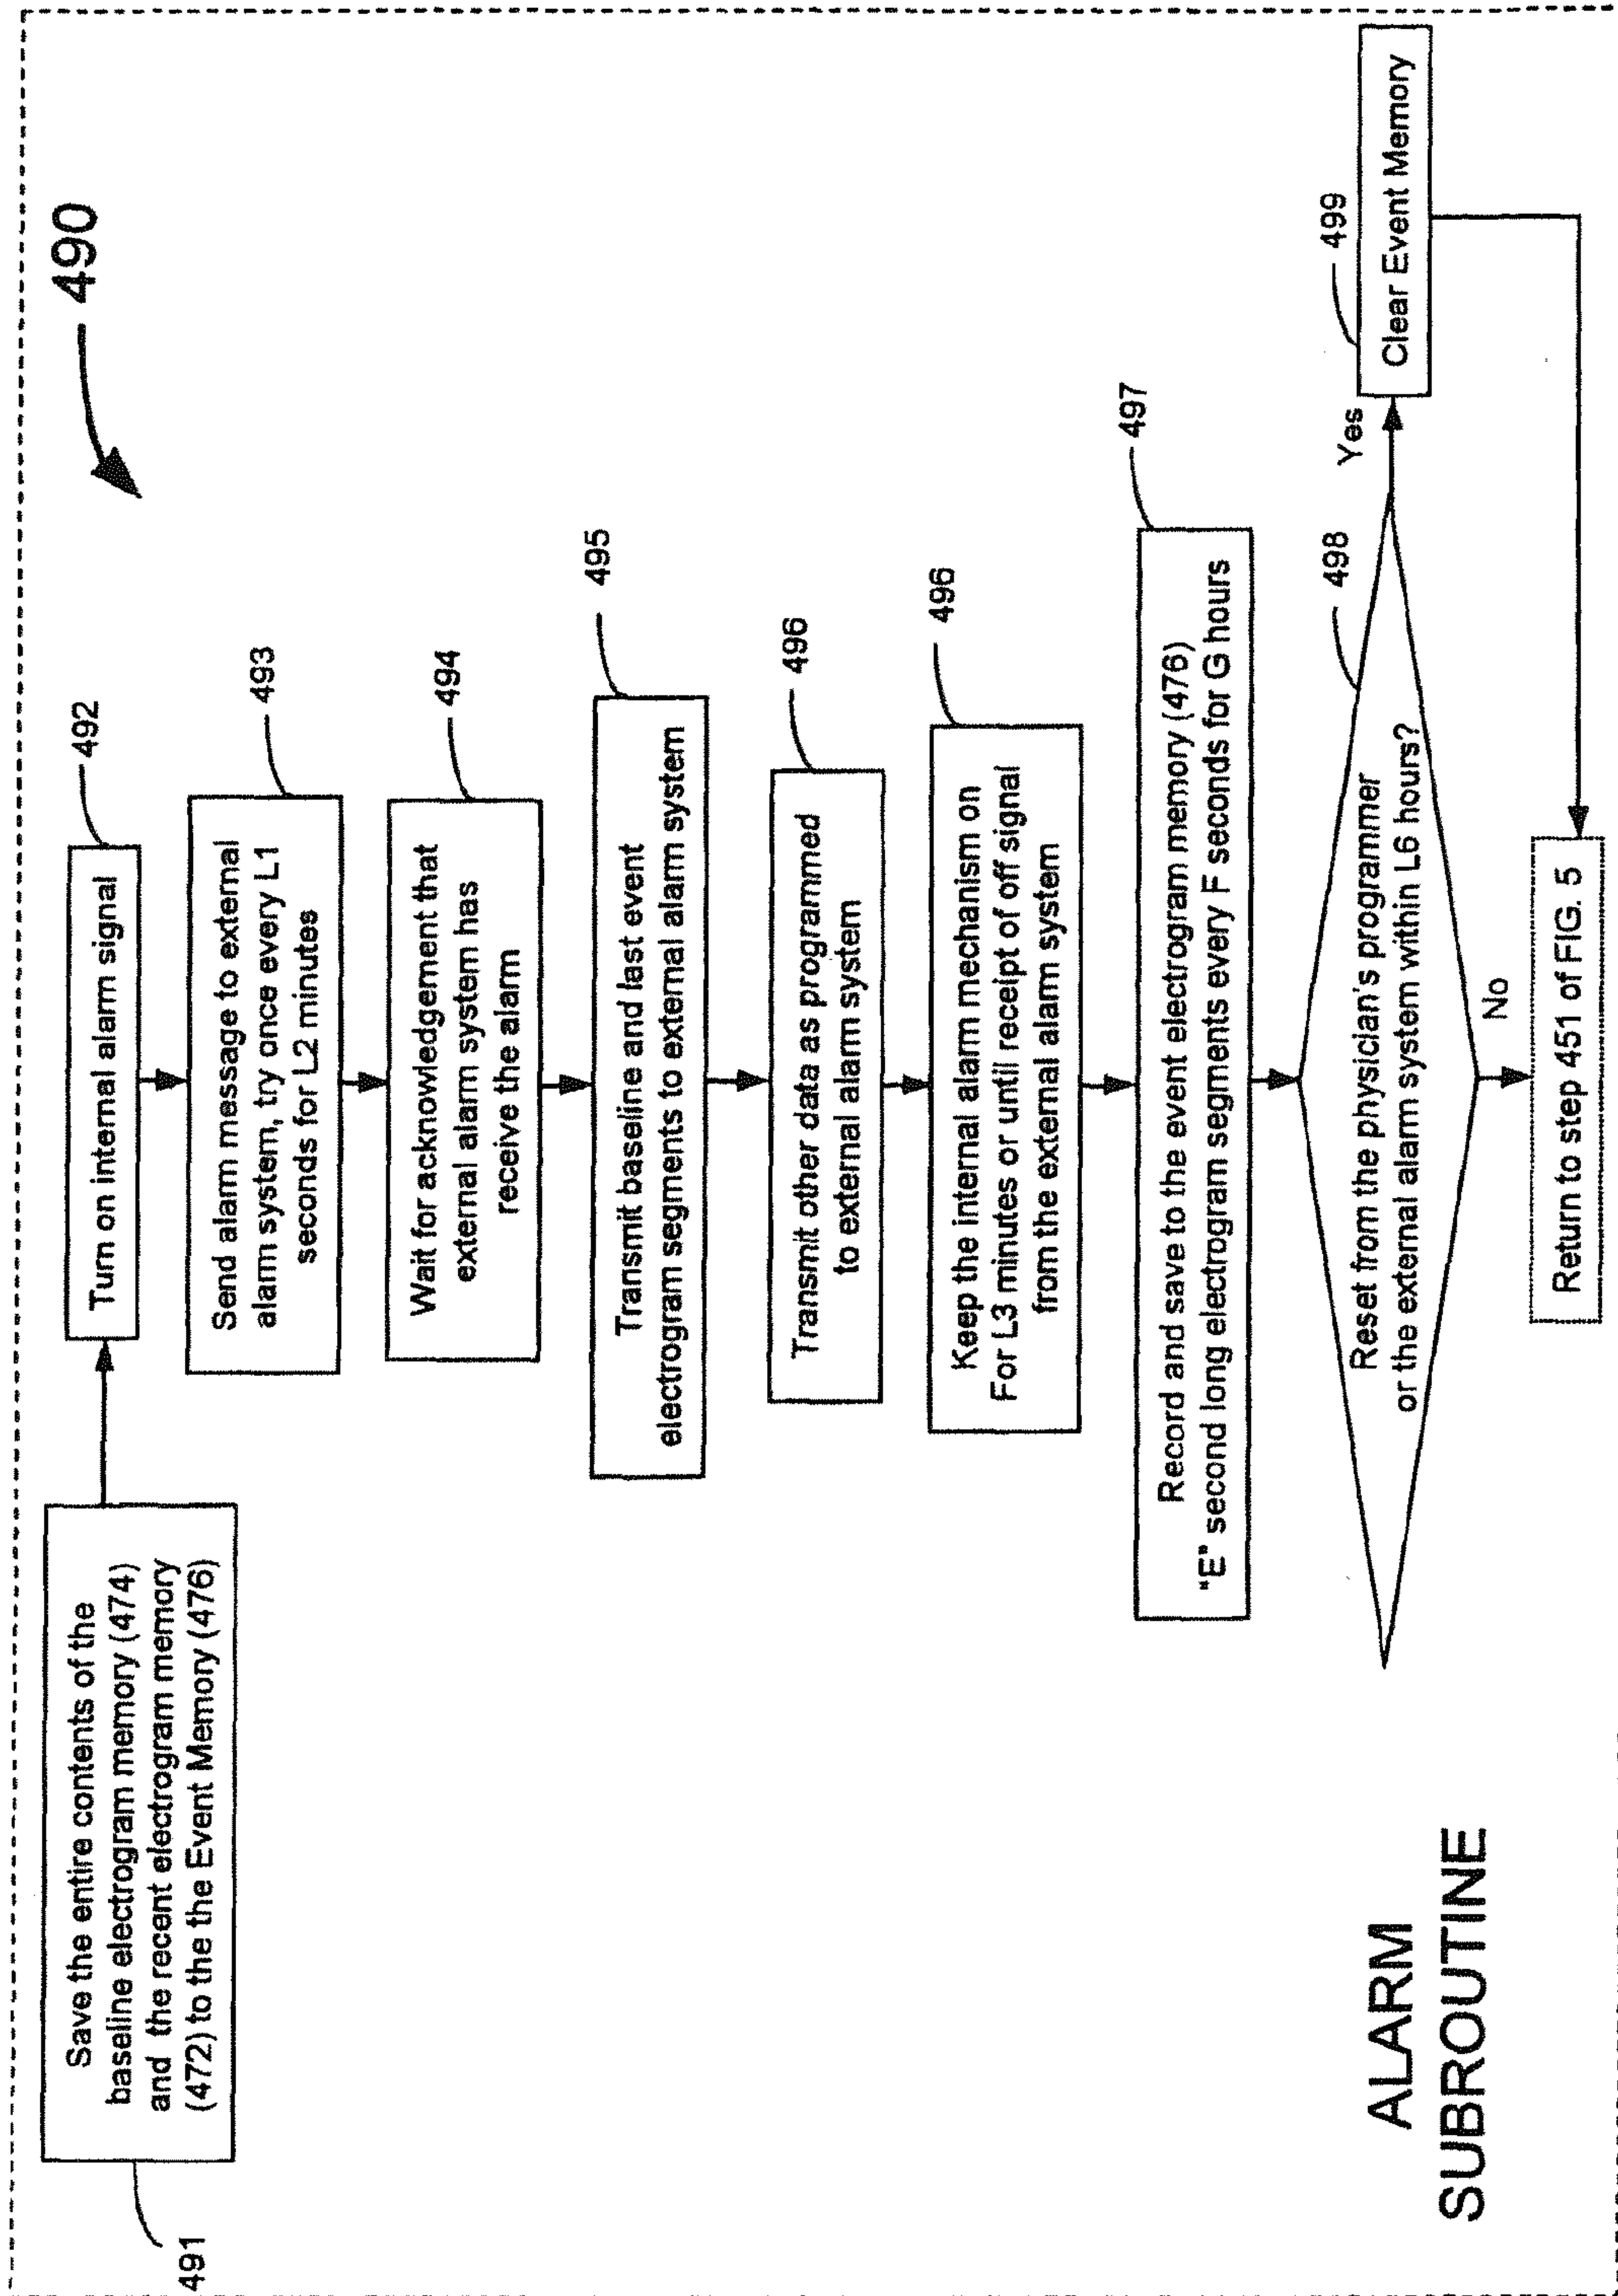 490
491
Save the entire contents of the
baseline electrogram memory (474)
and the recent electrogram memory
(472) to the the Event Memory (476)
492
Turn on internal alarm signal
493
Send alarm message to external
alarm system, try once every L1
seconds for L2 minutes
494
Wait for acknowledgement that
external alarm system has
receive the alarm
495
Transmit baseline and last event
electrogram segments to external alarm system
496
Transmit other data as programmed
to external alarm system
496
Keep the internal alarm mechanism on
For L3 minutes or until receipt of off signal
from the external alarm system
497
Record and save to the event electrogram memory (476)
"E" second long electrogram segments every F seconds for G hours
498
Reset from the physician's programmer
or the external alarm system within L6 hours?
Yes
499
Clear Event Memory
No
Return to step 451 of FIG. 5
ALARM
SUBROUTINE